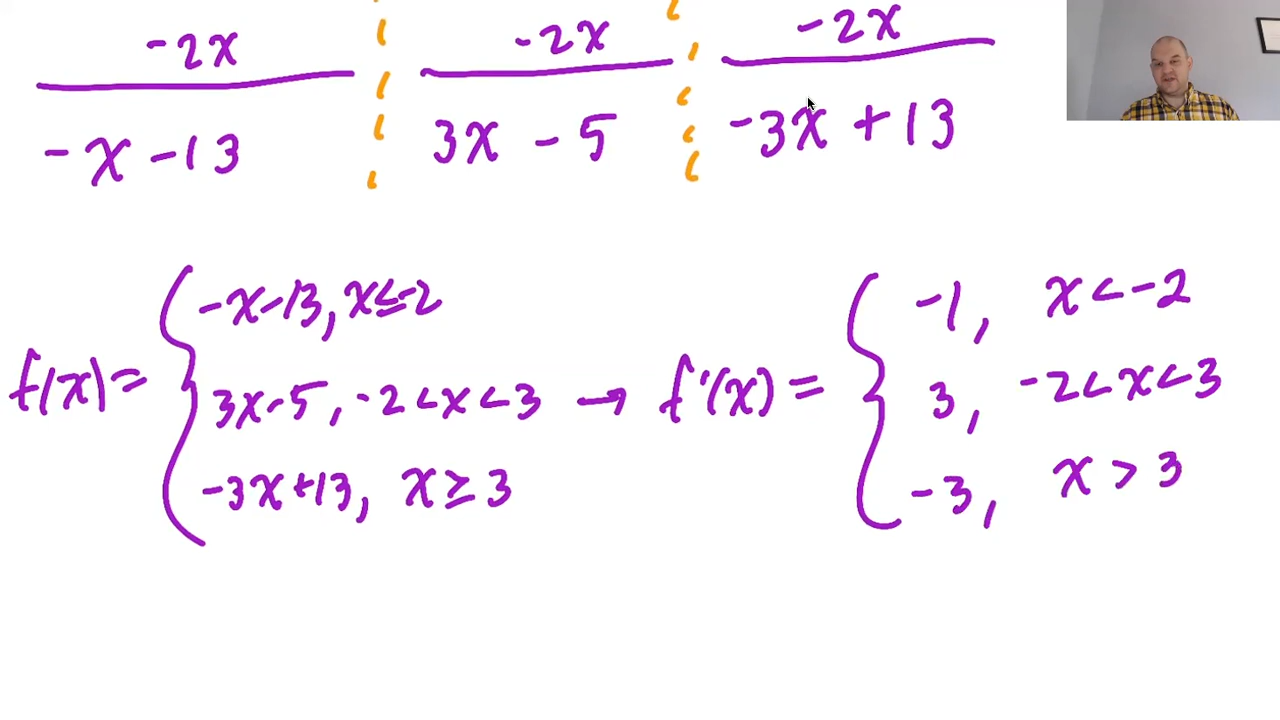 -2x -2x -2x
-x -13 3x - 5 -3x + 13
f(x) =
-x-13, x≤-2
3x-5, -2<x<3
-3x+13, x≥3
→ f'(x) =
-1, x<-2
3, -2<x<3
-3, x>3